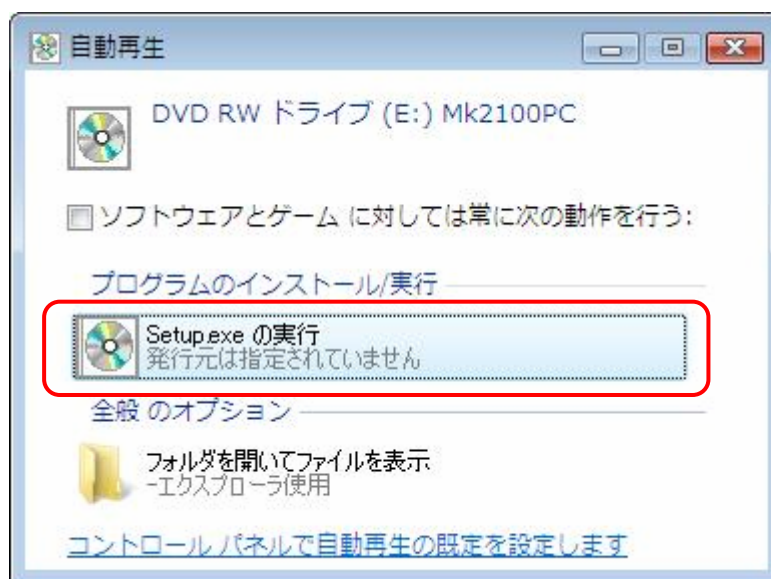 自動再生
DVD RW ドライブ (E:) Mk2100PC
ソフトウェアとゲーム に対しては常に次の動作を行う:
プログラムのインストール/実行
Setup.exe の実行
発行元は指定されていません
全般 のオプション
フォルダを開いてファイルを表示
-エクスプローラ使用
コントロール パネルで自動再生の既定を設定します